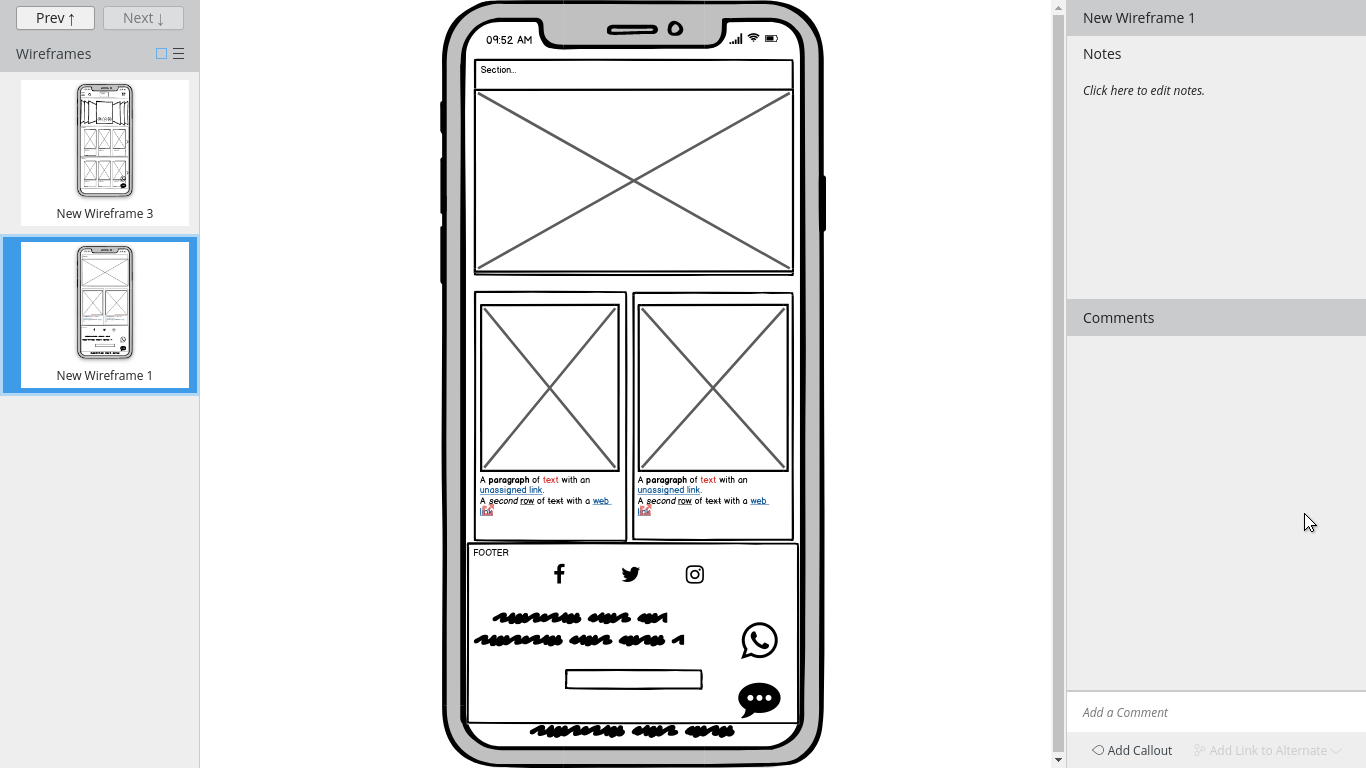 Prev ↑
Next ↓
Wireframes
New Wireframe 3
New Wireframe 1
09:52 AM
Section...
A paragraph of text with an
unassigned link.
A second row of text with a web
link
A paragraph of text with an
unassigned link.
A second row of text with a web
link
FOOTER
New Wireframe 1
Notes
Click here to edit notes.
Comments
Add a Comment
Add Callout
Add Link to Alternate